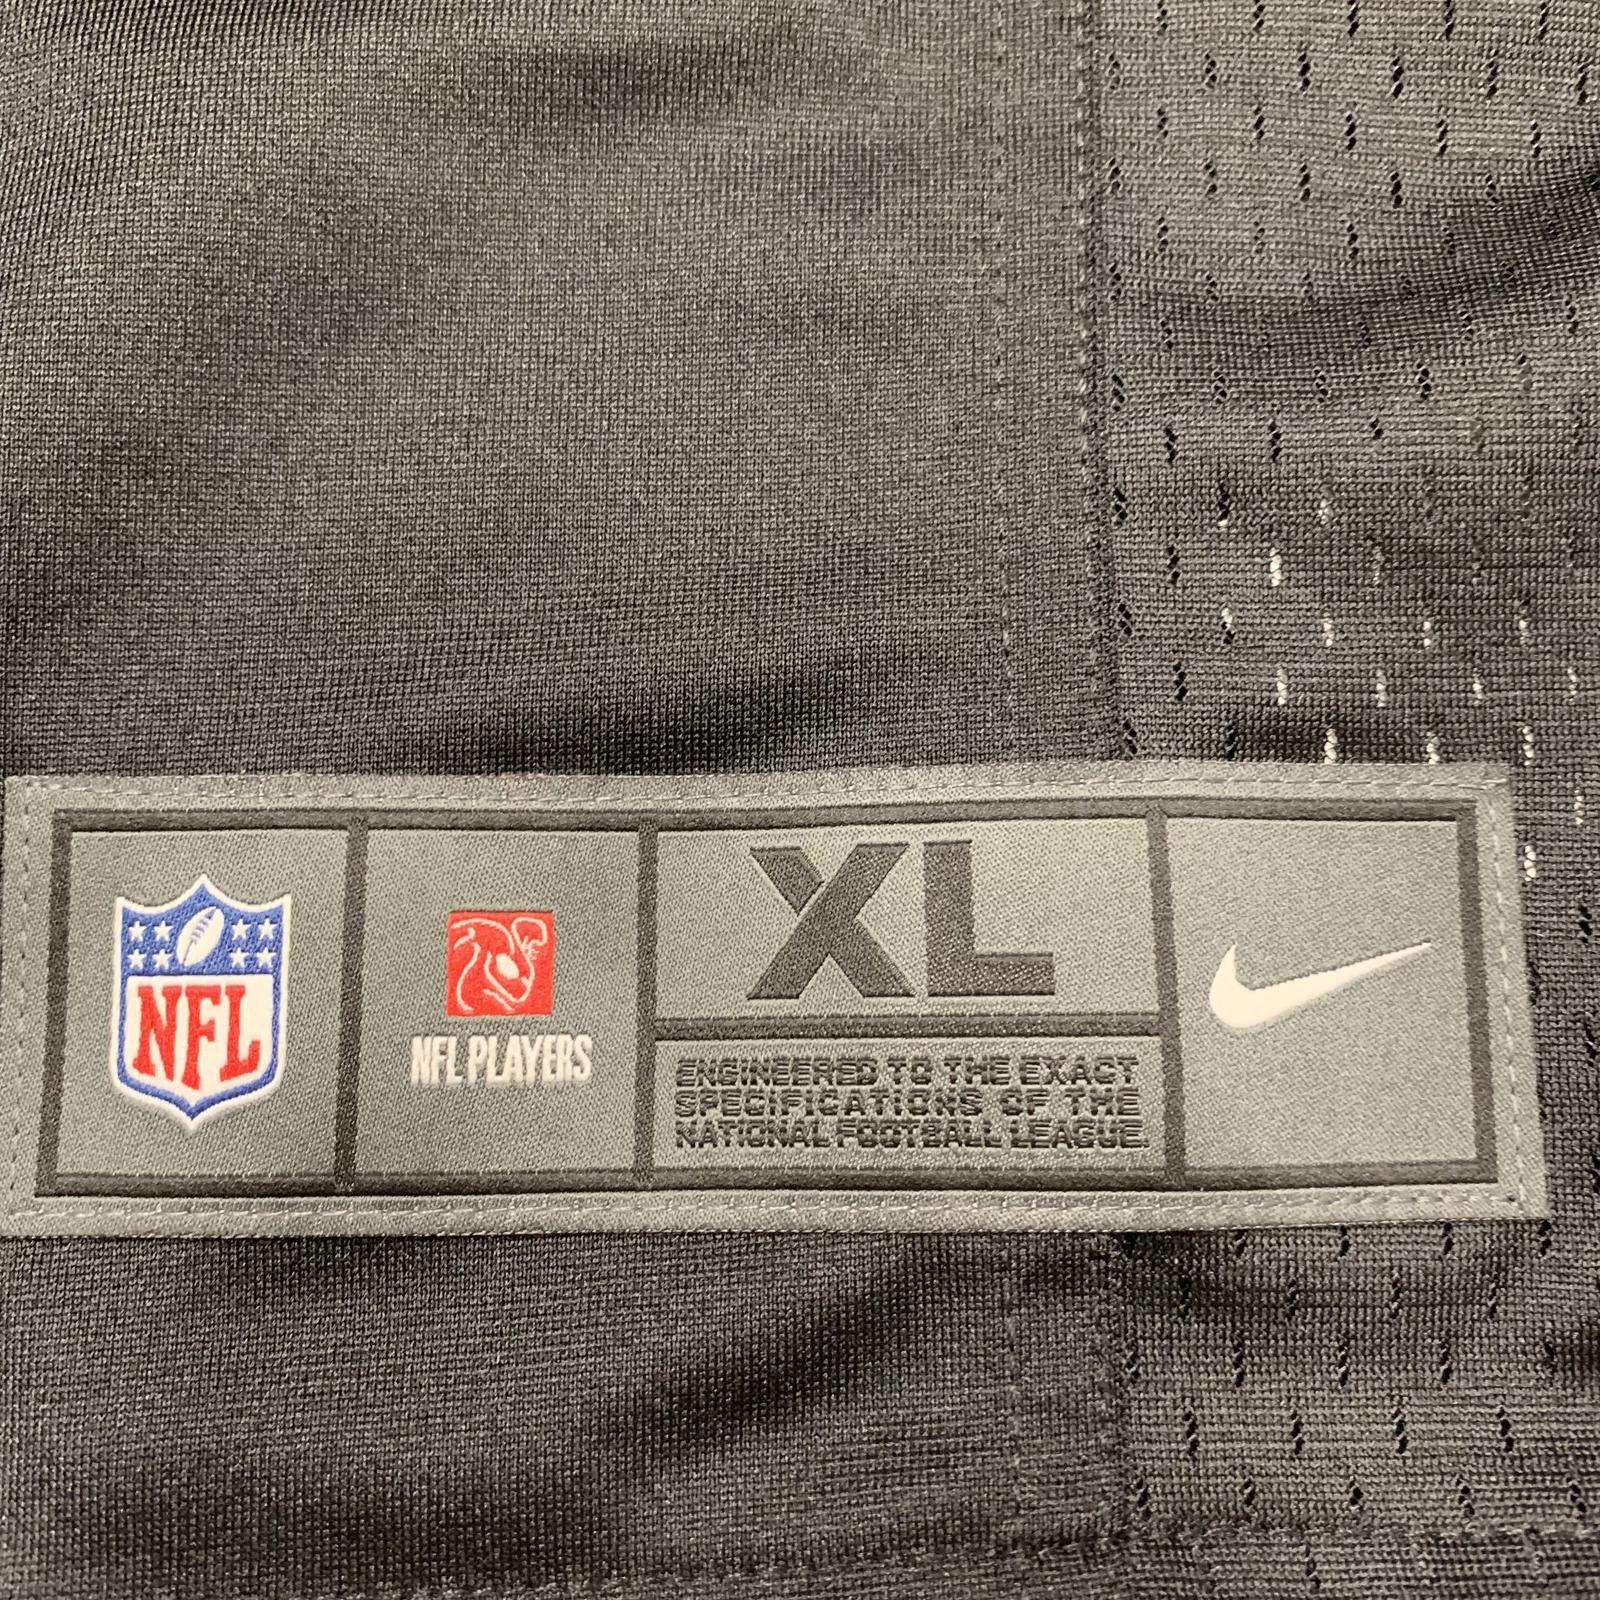 NFL
NFL PLAYERS
XL
ENGINEERED TO THE EXACT
SPECIFICATIONS OF THE
NATIONAL FOOTBALL LEAGUE.